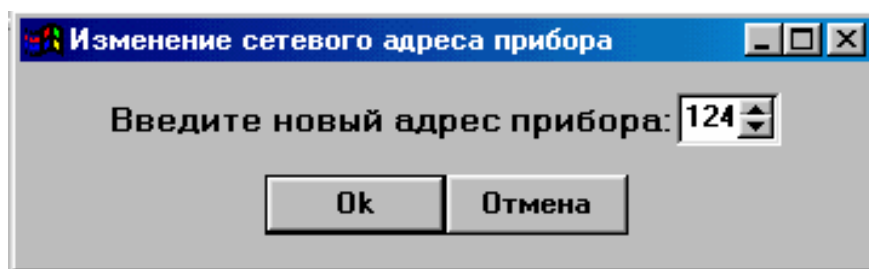 Изменение сетевого адреса прибора
Введите новый адрес прибора: 124
Ok Отмена